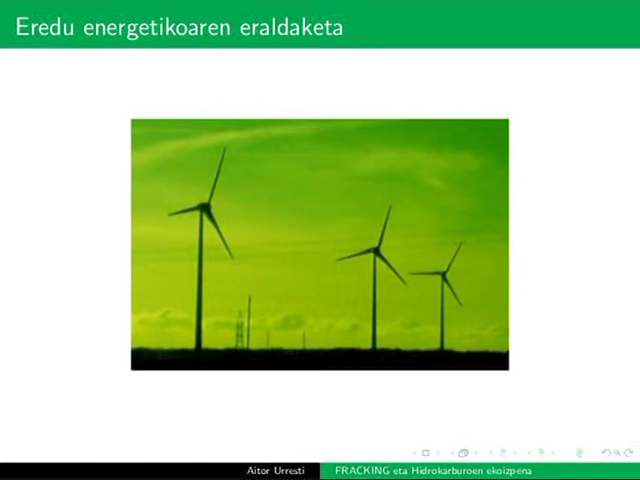 Eredu energetikoaren eraldaketa
Aitor Urresti
FRACKING eta Hidrokarburoen ekoizpena